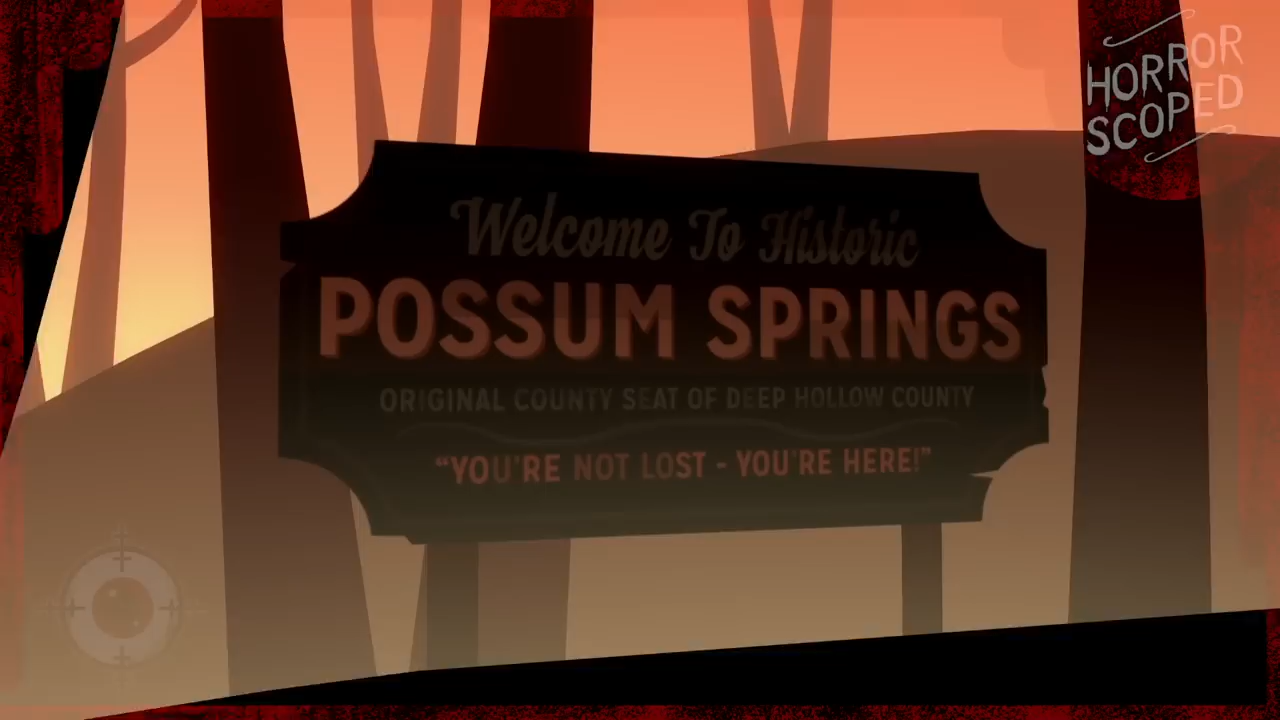 HORROR
SCOPED
Welcome To Historic
POSSUM SPRINGS
ORIGINAL COUNTY SEAT OF DEEP HOLLOW COUNTY
“YOU'RE NOT LOST - YOU'RE HERE!”